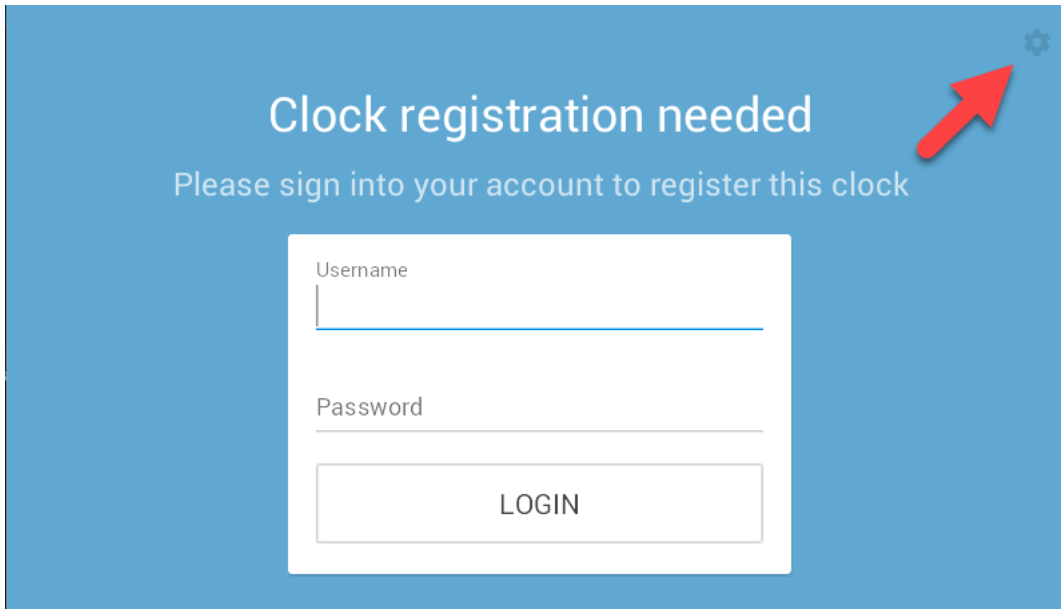 Clock registration needed
Please sign into your account to register this clock
Username
Password
LOGIN